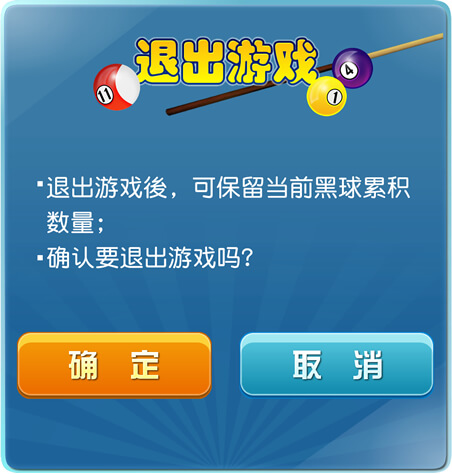 退出游戏
11
4
1
▪退出游戏後，可保留当前黑球累积
数量；
▪确认要退出游戏吗？
确 定
取 消